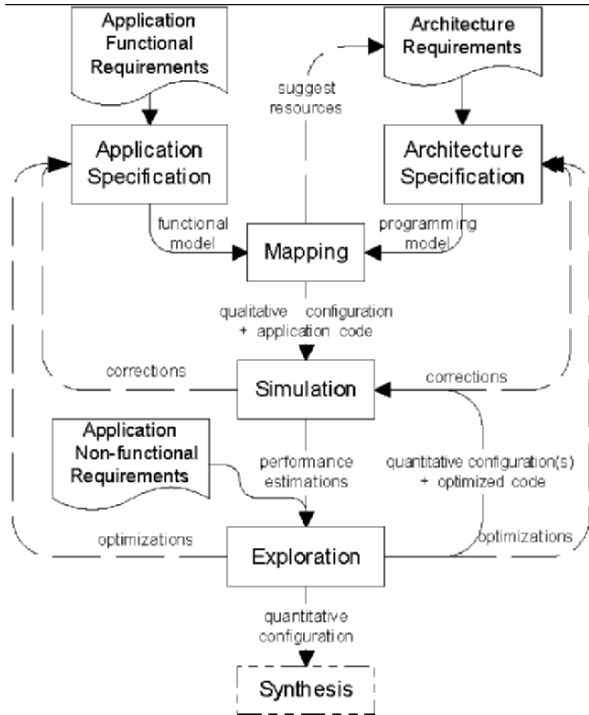 Application
Functional
Requirements
Architecture
Requirements
suggest
resources
Application
Specification
Architecture
Specification
functional
model
programming
model
Mapping
qualitative configuration
+ application code
corrections
Simulation
corrections
Application
Non-functional
Requirements
performance
estimations
quantitative configuration(s)
+ optimized code
optimizations
Exploration
optimizations
quantitative
configuration
Synthesis